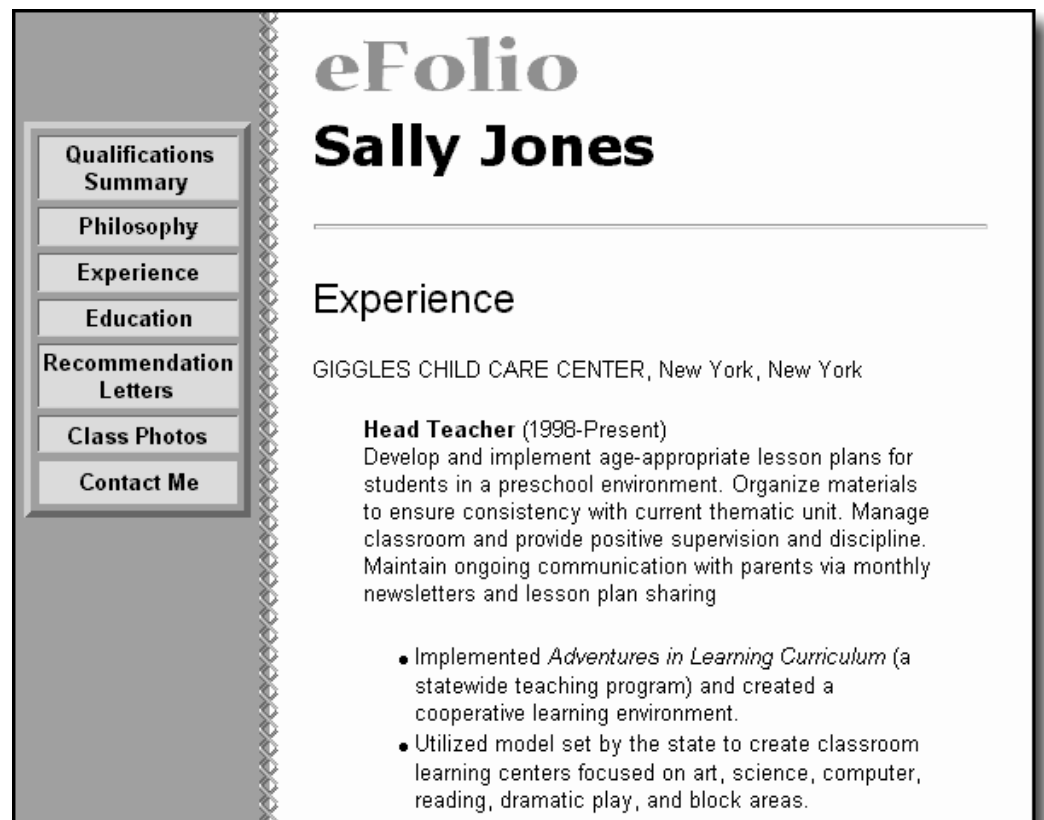 eFolio
Sally Jones
Qualifications
Summary
Philosophy
Experience
Education
Recommendation
Letters
Class Photos
Contact Me
Experience
GIGGLES CHILD CARE CENTER, New York, New York
Head Teacher (1998-Present)
Develop and implement age-appropriate lesson plans for
students in a preschool environment. Organize materials
to ensure consistency with current thematic unit. Manage
classroom and provide positive supervision and discipline.
Maintain ongoing communication with parents via monthly
newsletters and lesson plan sharing
• Implemented Adventures in Learning Curriculum (a
statewide teaching program) and created a
cooperative learning environment.
• Utilized model set by the state to create classroom
learning centers focused on art, science, computer,
reading, dramatic play, and block areas.